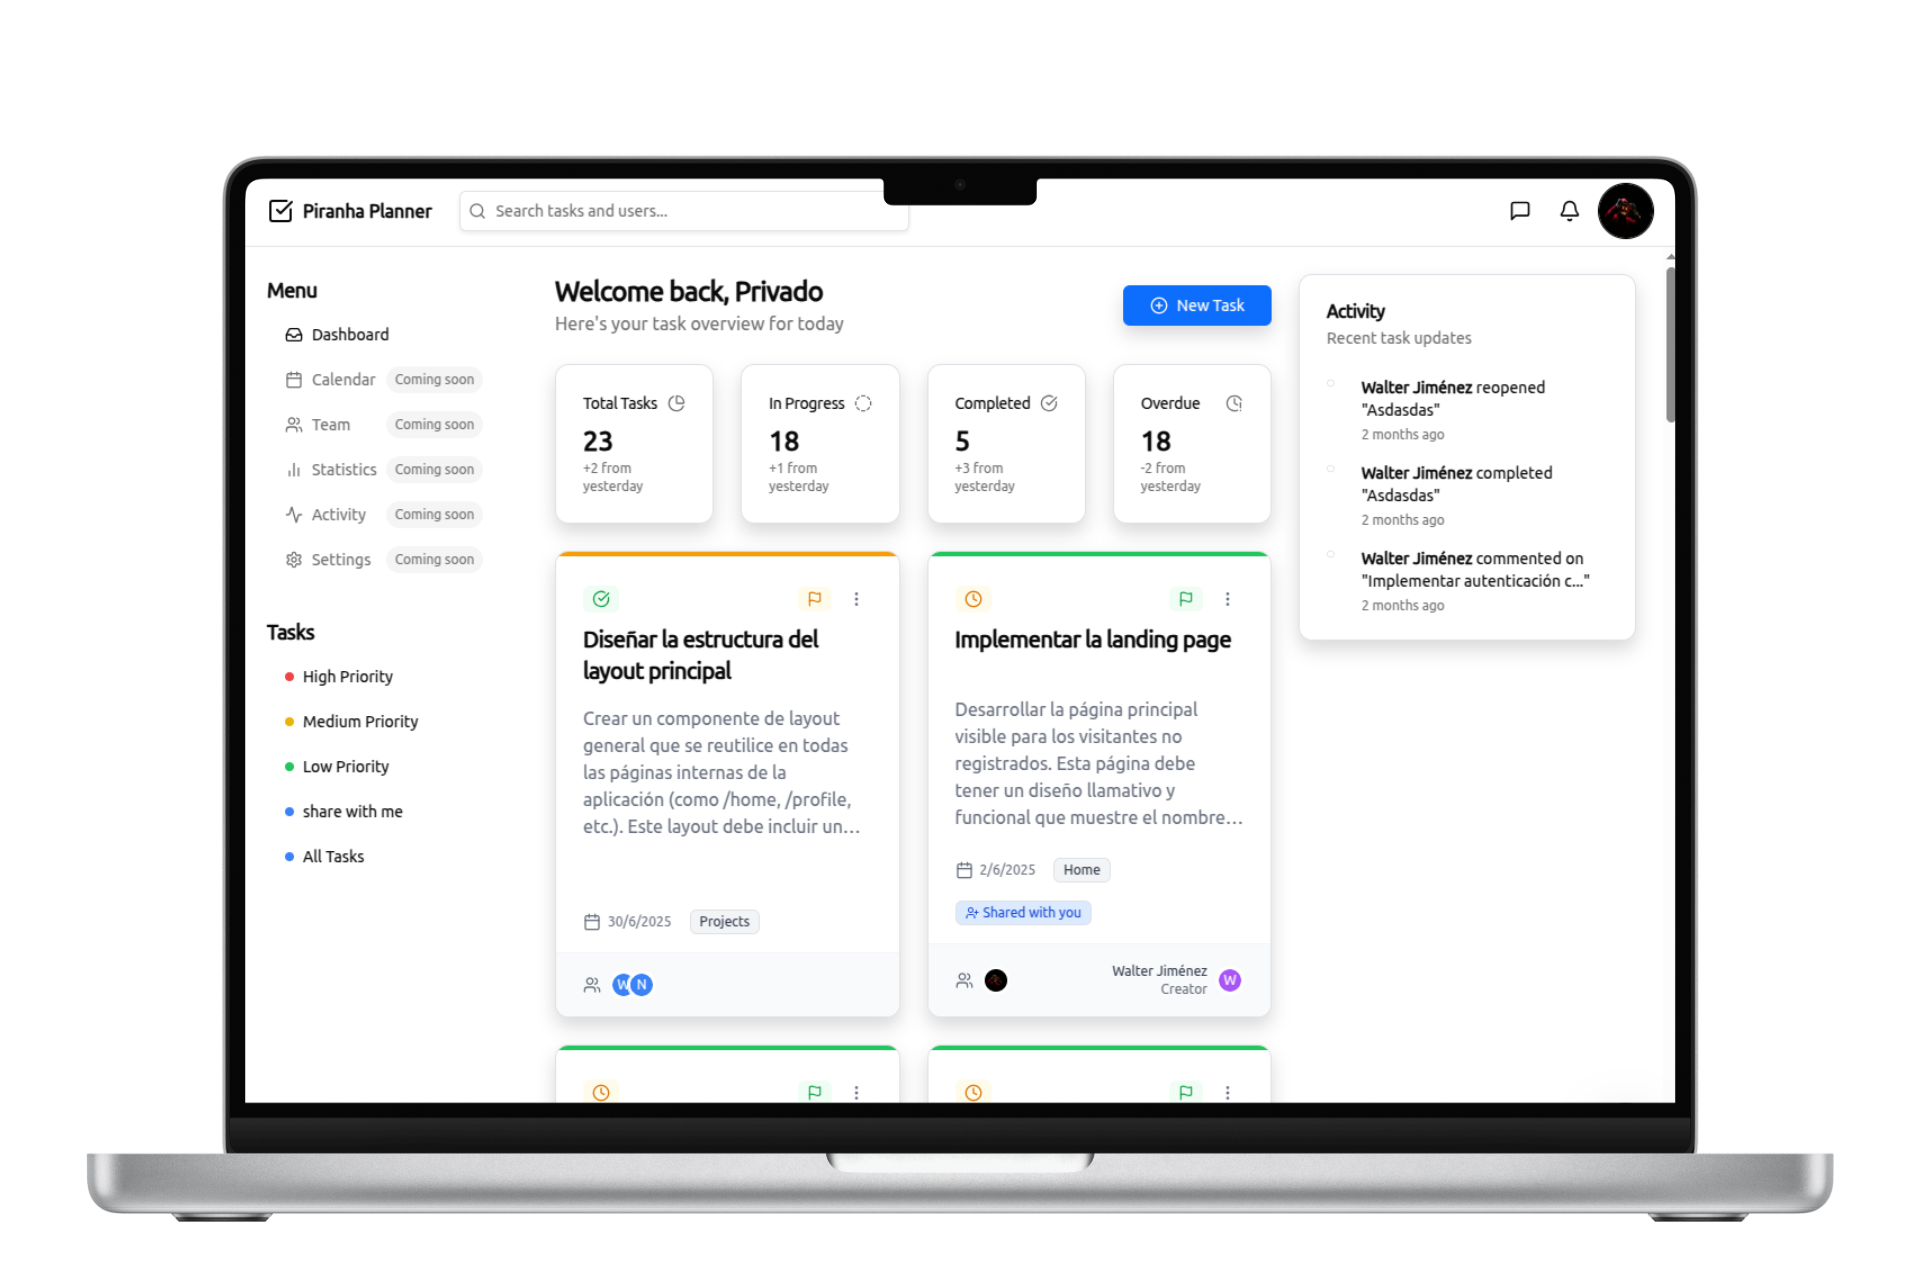 Piranha Planner
Search tasks and users...
Menu
Dashboard
Calendar Coming soon
Team Coming soon
Statistics Coming soon
Activity Coming soon
Settings Coming soon
Tasks
High Priority
Medium Priority
Low Priority
share with me
All Tasks
Welcome back, Privado
Here's your task overview for today
New Task
Total Tasks
23
+2 from
yesterday
In Progress
18
+1 from
yesterday
Completed
5
+3 from
yesterday
Overdue
18
-2 from
yesterday
Diseñar la estructura del
layout principal
Crear un componente de layout
general que se reutilice en todas
las páginas internas de la
aplicación (como /home, /profile,
etc.). Este layout debe incluir un...
30/6/2025 Projects
W N
Implementar la landing page
Desarrollar la página principal
visible para los visitantes no
registrados. Esta página debe
tener un diseño llamativo y
funcional que muestre el nombre...
2/6/2025 Home
Shared with you
Walter Jiménez
Creator
W
Activity
Recent task updates
Walter Jiménez reopened
"Asdasdas"
2 months ago
Walter Jiménez completed
"Asdasdas"
2 months ago
Walter Jiménez commented on
"Implementar autenticación c..."
2 months ago